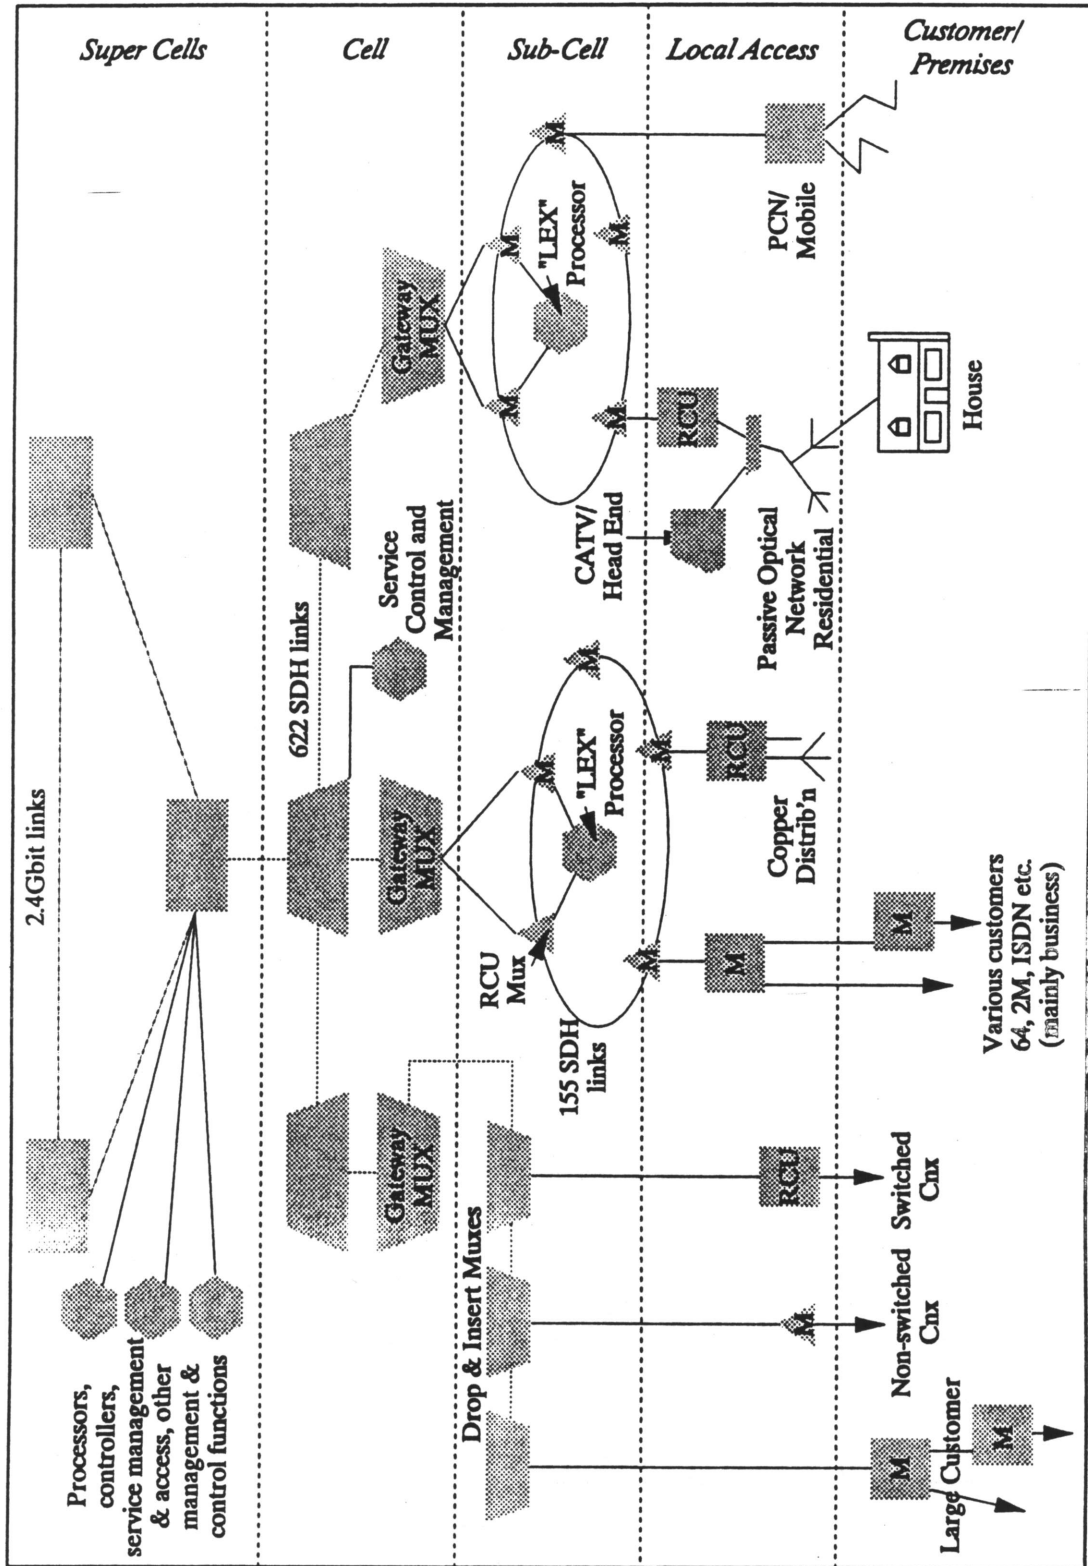 Super Cells
Cell
Sub-Cell
Local Access
Customer/
Premises
2.4Gbit links
Processors,
controllers,
service management
& access, other
management &
control functions
622 SDH links
Service
Control and
Management
Gateway
MUX
Gateway
MUX
Gateway
MUX
Drop & Insert Muxes
RCU
Mux
155 SDH
links
M
M
M
M
M
"LEX"
Processor
M
M
M
M
M
"LEX"
Processor
CATV/
Head End
RCU
PCN/
Mobile
Passive Optical
Network
Residential
House
RCU
Copper
Distrib'n
M
M
Various customers
64, 2M, ISDN etc.
(mainly business)
RCU
Switched
Cnx
M
Non-switched
Cnx
M
M
Large Customer